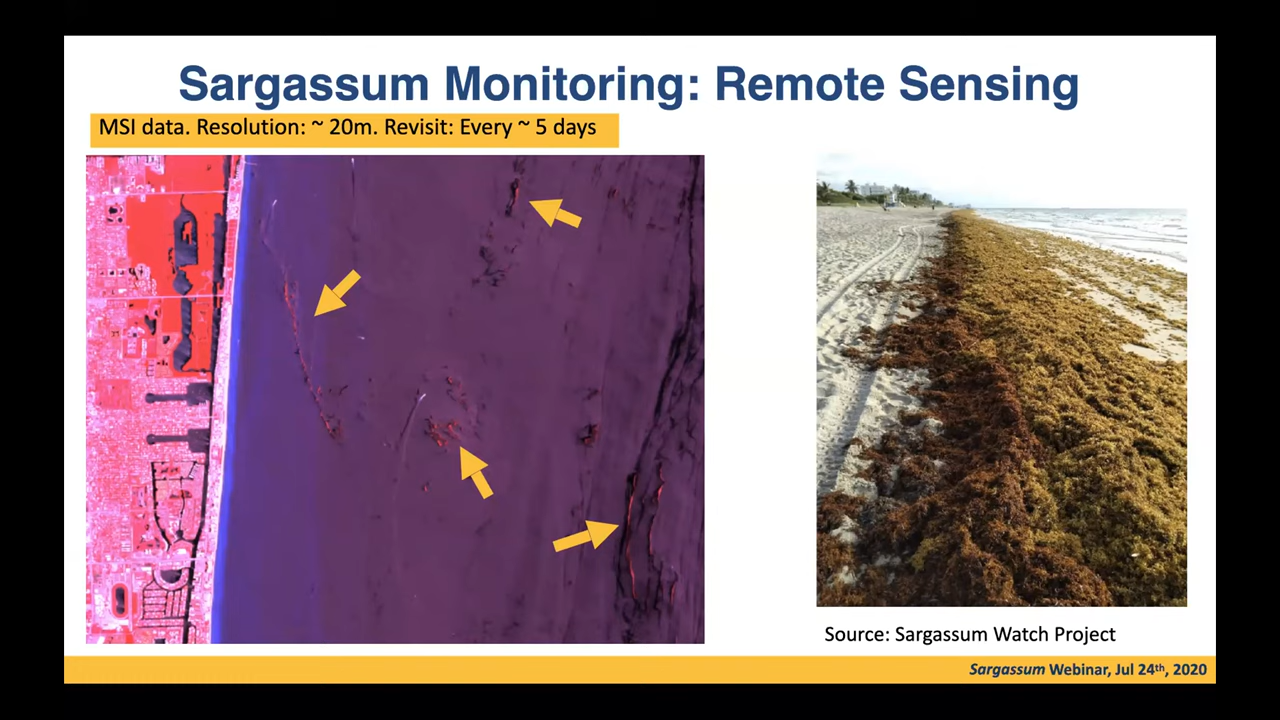 Sargassum Monitoring: Remote Sensing
MSI data. Resolution: ~ 20m. Revisit: Every ~ 5 days
Source: Sargassum Watch Project
Sargassum Webinar, Jul 24th, 2020